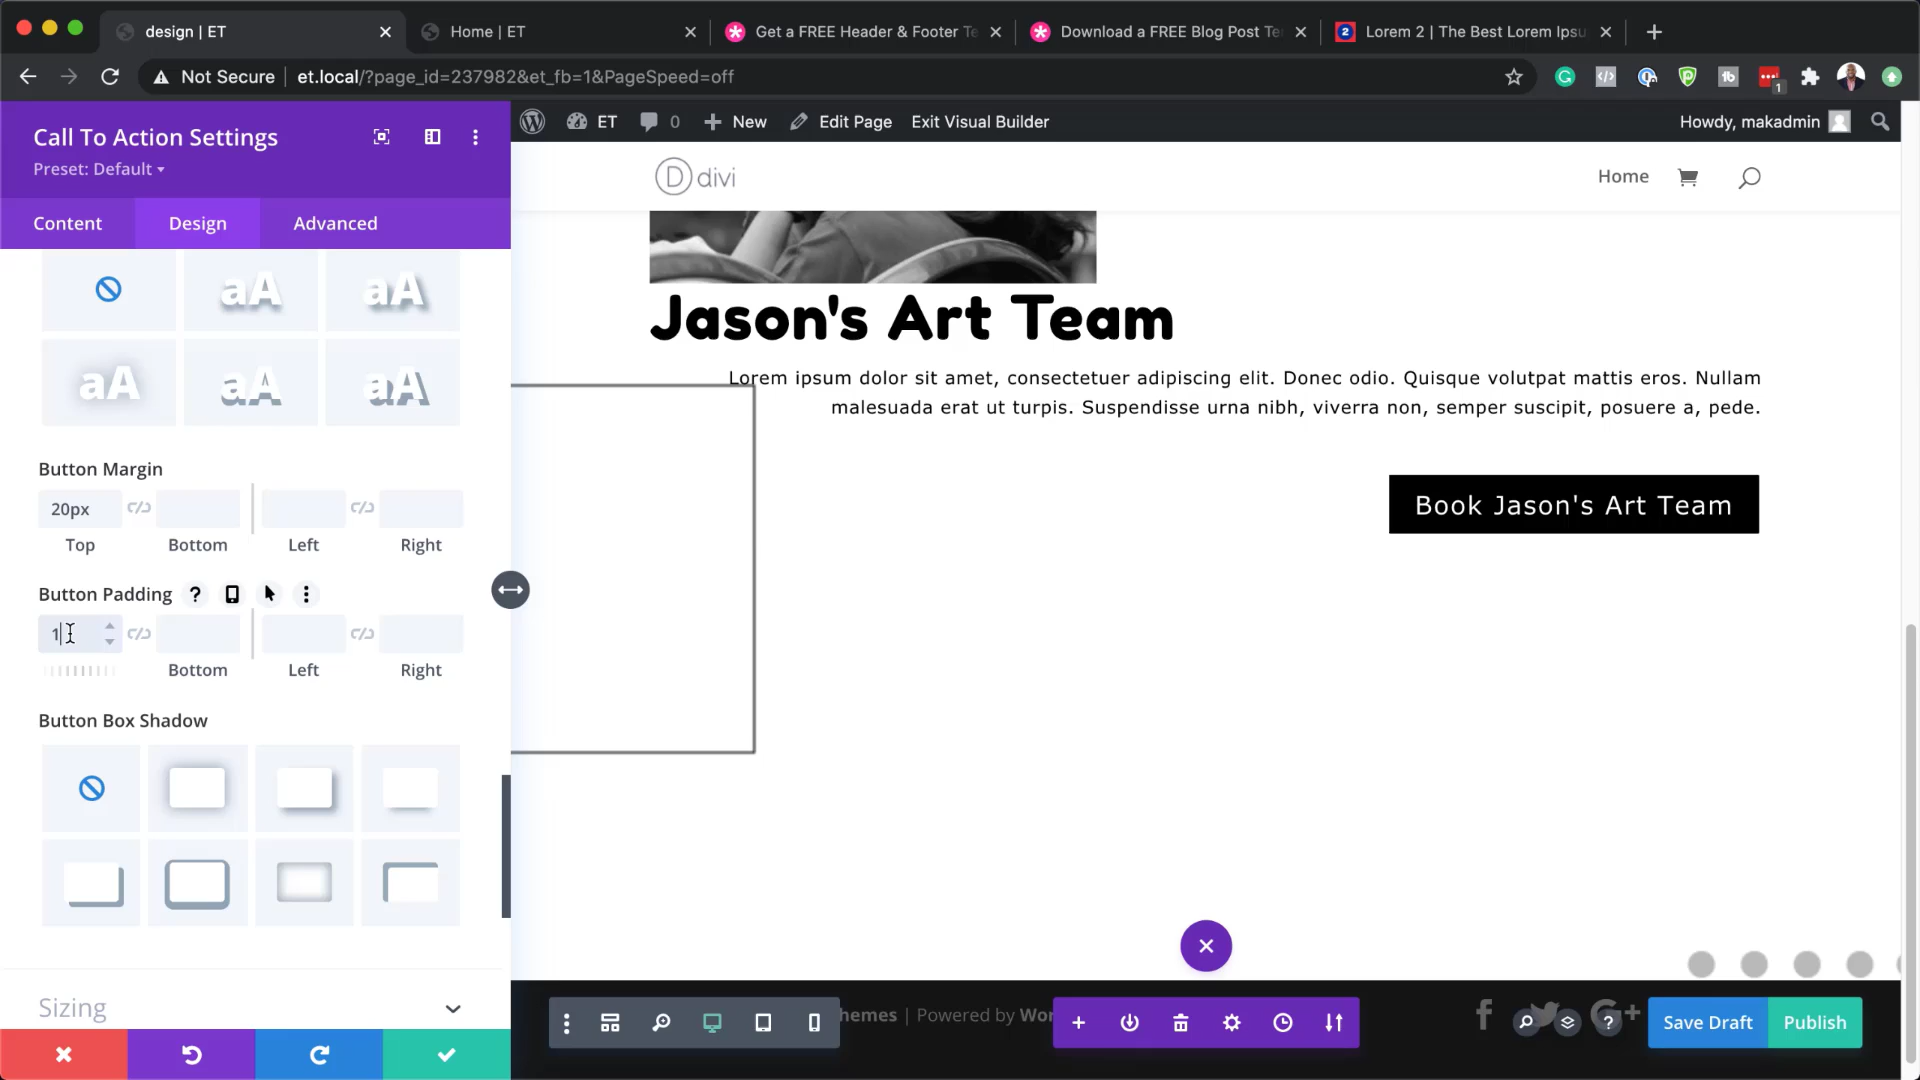 design | ET
Home | ET
Get a FREE Header & Footer Te
Download a FREE Blog Post Ter
2
Lorem 2 | The Best Lorem Ipsu
Not Secure
et.local/?page_id=237982&et_fb=1&PageSpeed=off
1
Call To Action Settings
Preset: Default
ET
0
New
Edit Page
Exit Visual Builder
Howdy, makadmin
D divi
Home
Content
Design
Advanced
aA
aA
aA
aA
aA
Jason's Art Team
Lorem ipsum dolor sit amet, consectetuer adipiscing elit. Donec odio. Quisque volutpat mattis eros. Nullam
malesuada erat ut turpis. Suspendisse urna nibh, viverra non, semper suscipit, posuere a, pede.
Book Jason's Art Team
Button Margin
20px
Top
Bottom
Left
Right
Button Padding
?
1
Bottom
Left
Right
Button Box Shadow
Sizing
hemes | Powered by Wor
?
Save Draft
Publish